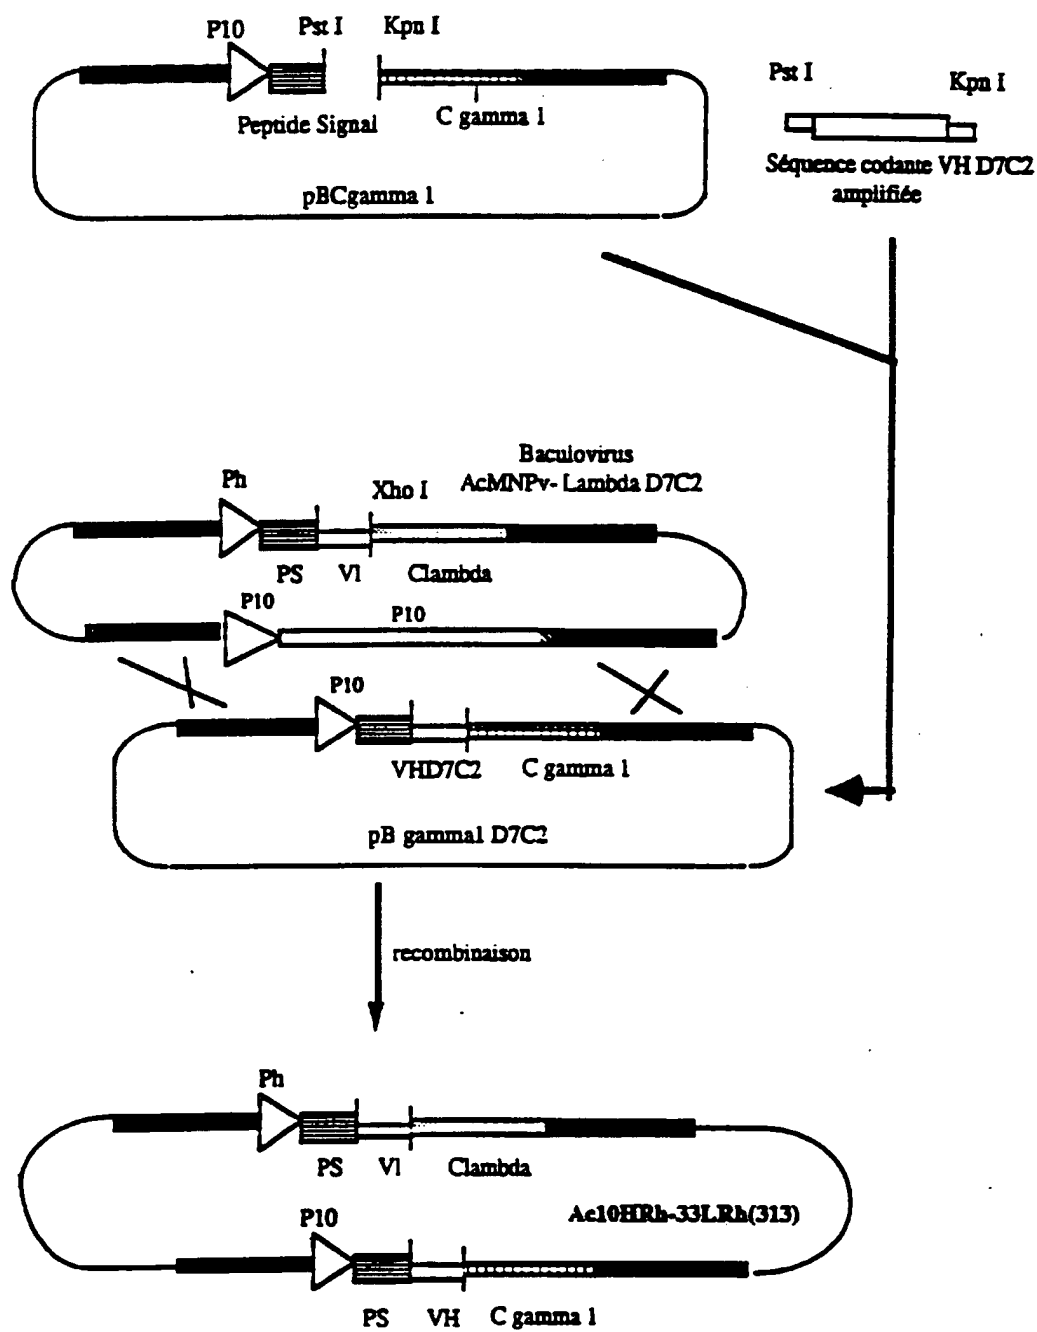 P10
Pst I
Kpn I
Peptide Signal
C gamma 1
pBCgamma 1
Pst I
Kpn I
Séquence codante VH D7C2
amplifiée
Baculovirus
AcMNPv- Lambda D7C2
Ph
Xho I
PS
Vl
Clambda
P10
P10
P10
VHD7C2
C gamma 1
pB gamma1 D7C2
recombinaison
Ph
PS
Vl
Clambda
Ac10HRh-33LRh(313)
P10
PS
VH
C gamma 1